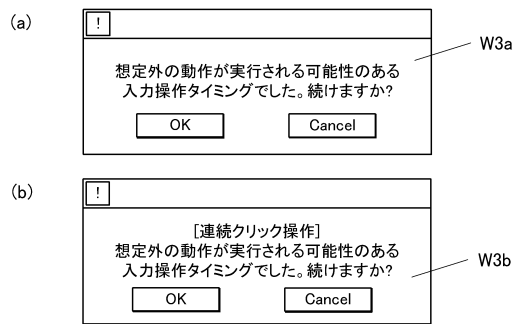 (a)
!
W3a
想定外の動作が実行される可能性のある
入力操作タイミングでした。続けますか?
OK Cancel
(b)
!
[連続クリック操作]
想定外の動作が実行される可能性のある
入力操作タイミングでした。続けますか?
W3b
OK Cancel